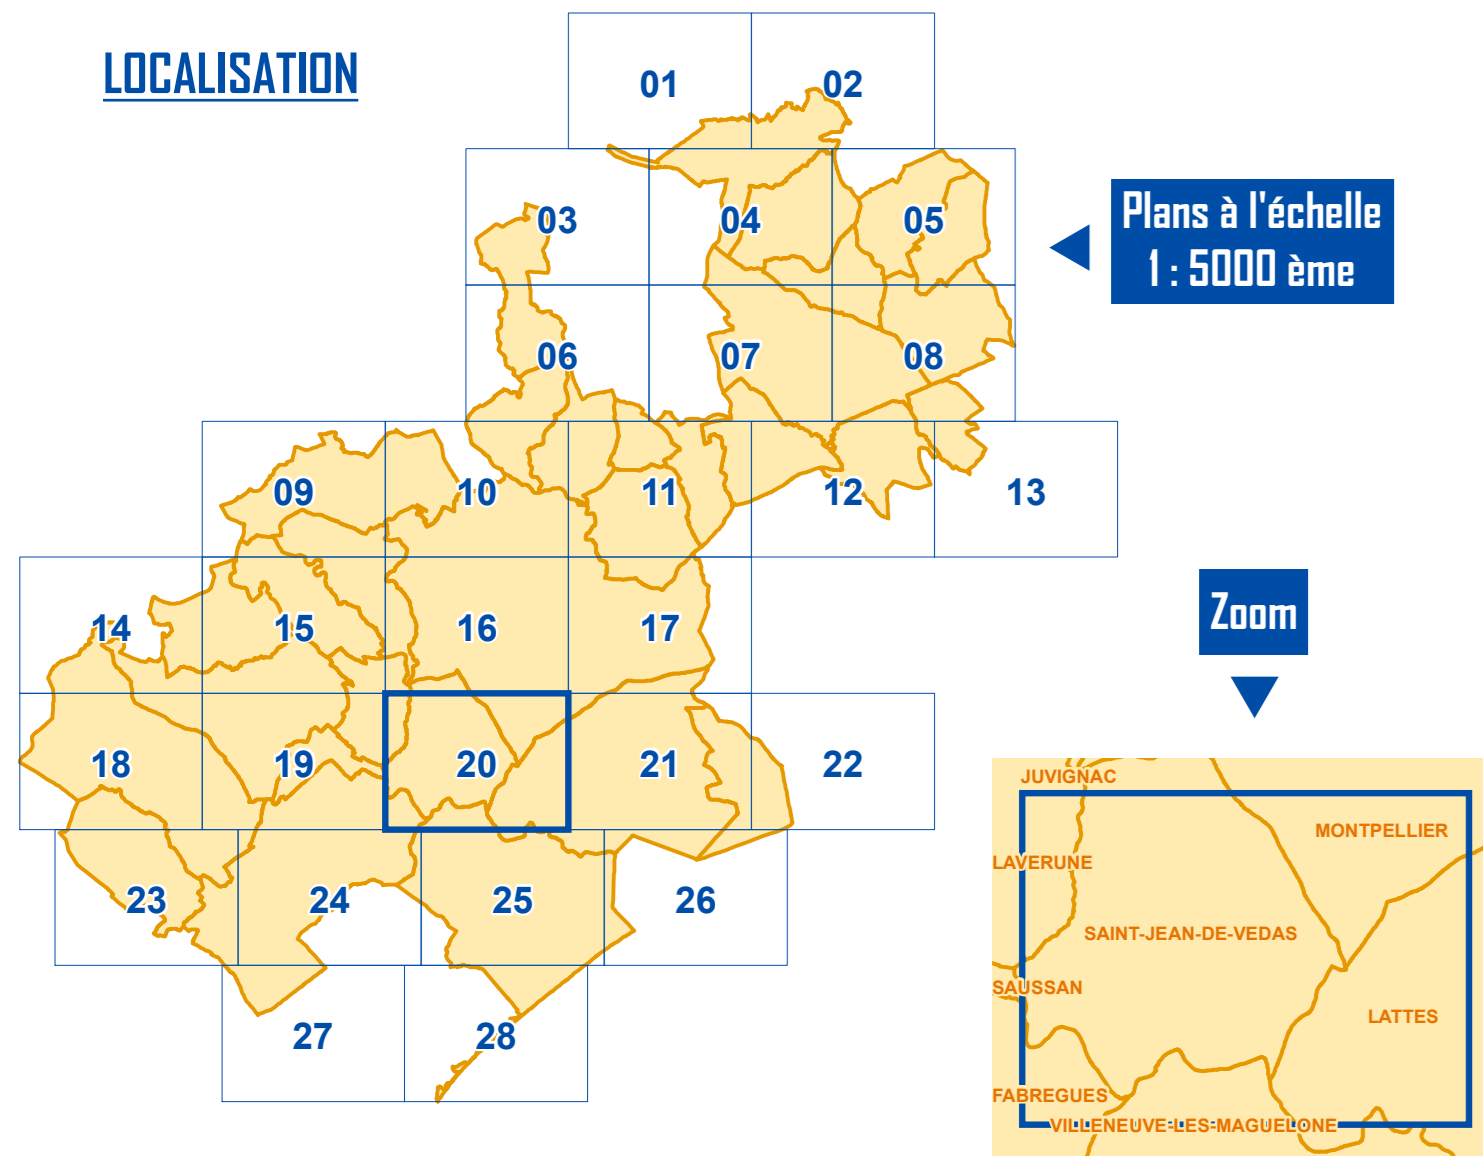 LOCALISATION
01
02
03
04
05
Plans à l'échelle
1 : 5000 ème
06
07
08
09
10
11
12
13
14
15
16
17
Zoom
18
19
20
21
22
23
24
25
26
27
28
JUVIGNAC
MONTPELLIER
LAVERUNE
SAINT-JEAN-DE-VEDAS
SAUSSAN
LATTES
FABREGUES
VILLENEUVE-LES-MAGUELONE